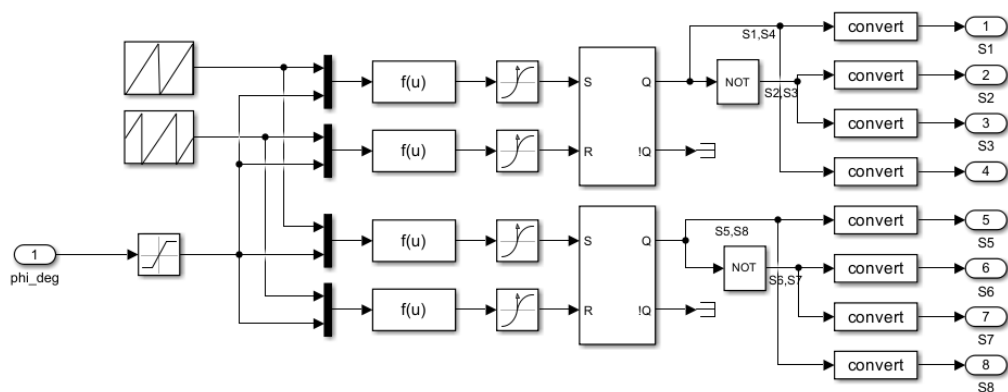 S1,S4
convert
1
S1
convert
2
S2
f(u)
S
Q
NOT
S2,S3
convert
3
S3
f(u)
R
!Q
convert
4
1
phi_deg
f(u)
S
Q
S5,S8
convert
5
S5
NOT
S6,S7
convert
6
S6
f(u)
R
!Q
convert
7
S7
convert
8
S8